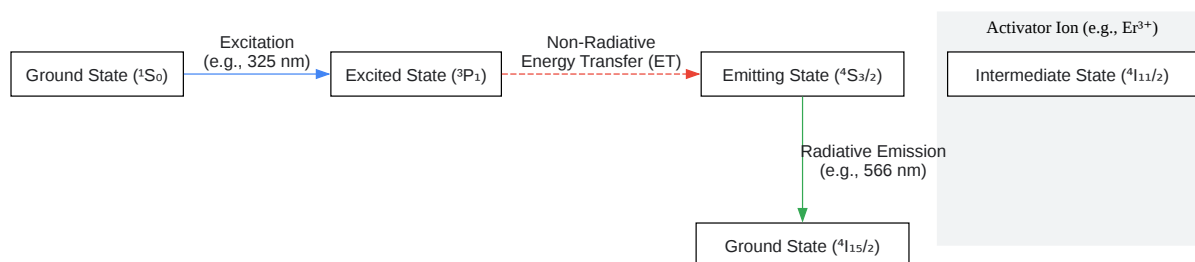 Activator Ion (e.g., Er³⁺)
Excitation
(e.g., 325 nm)
Non-Radiative
Energy Transfer (ET)
Ground State (¹S₀)
Excited State (³P₁)
Emitting State (⁴S₃/₂)
Intermediate State (⁴I₁₁/₂)
Radiative Emission
(e.g., 566 nm)
Ground State (⁴I₁₅/₂)